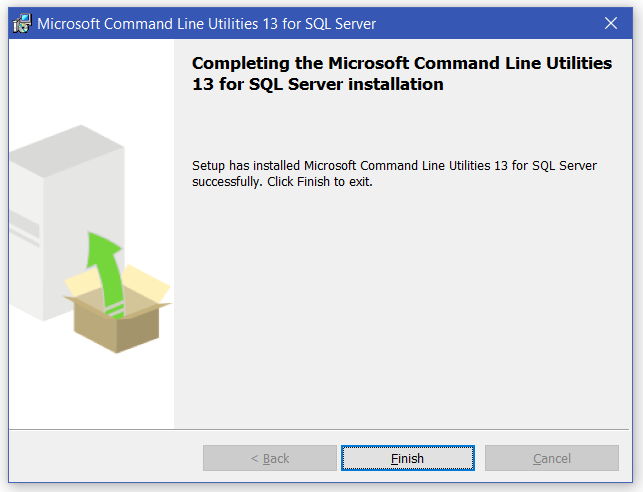 Microsoft Command Line Utilities 13 for SQL Server
Completing the Microsoft Command Line Utilities
13 for SQL Server installation
Setup has installed Microsoft Command Line Utilities 13 for SQL Server
successfully. Click Finish to exit.
< Back
Finish
Cancel